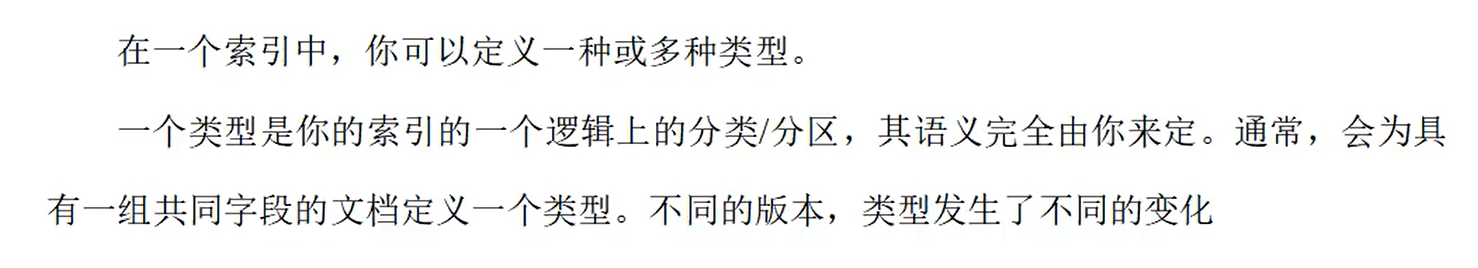 在一个索引中，你可以定义一种或多种类型。
一个类型是你的索引的一个逻辑上的分类/分区，其语义完全由你来定。通常，会为具
有一组共同字段的文档定义一个类型。不同的版本，类型发生了不同的变化